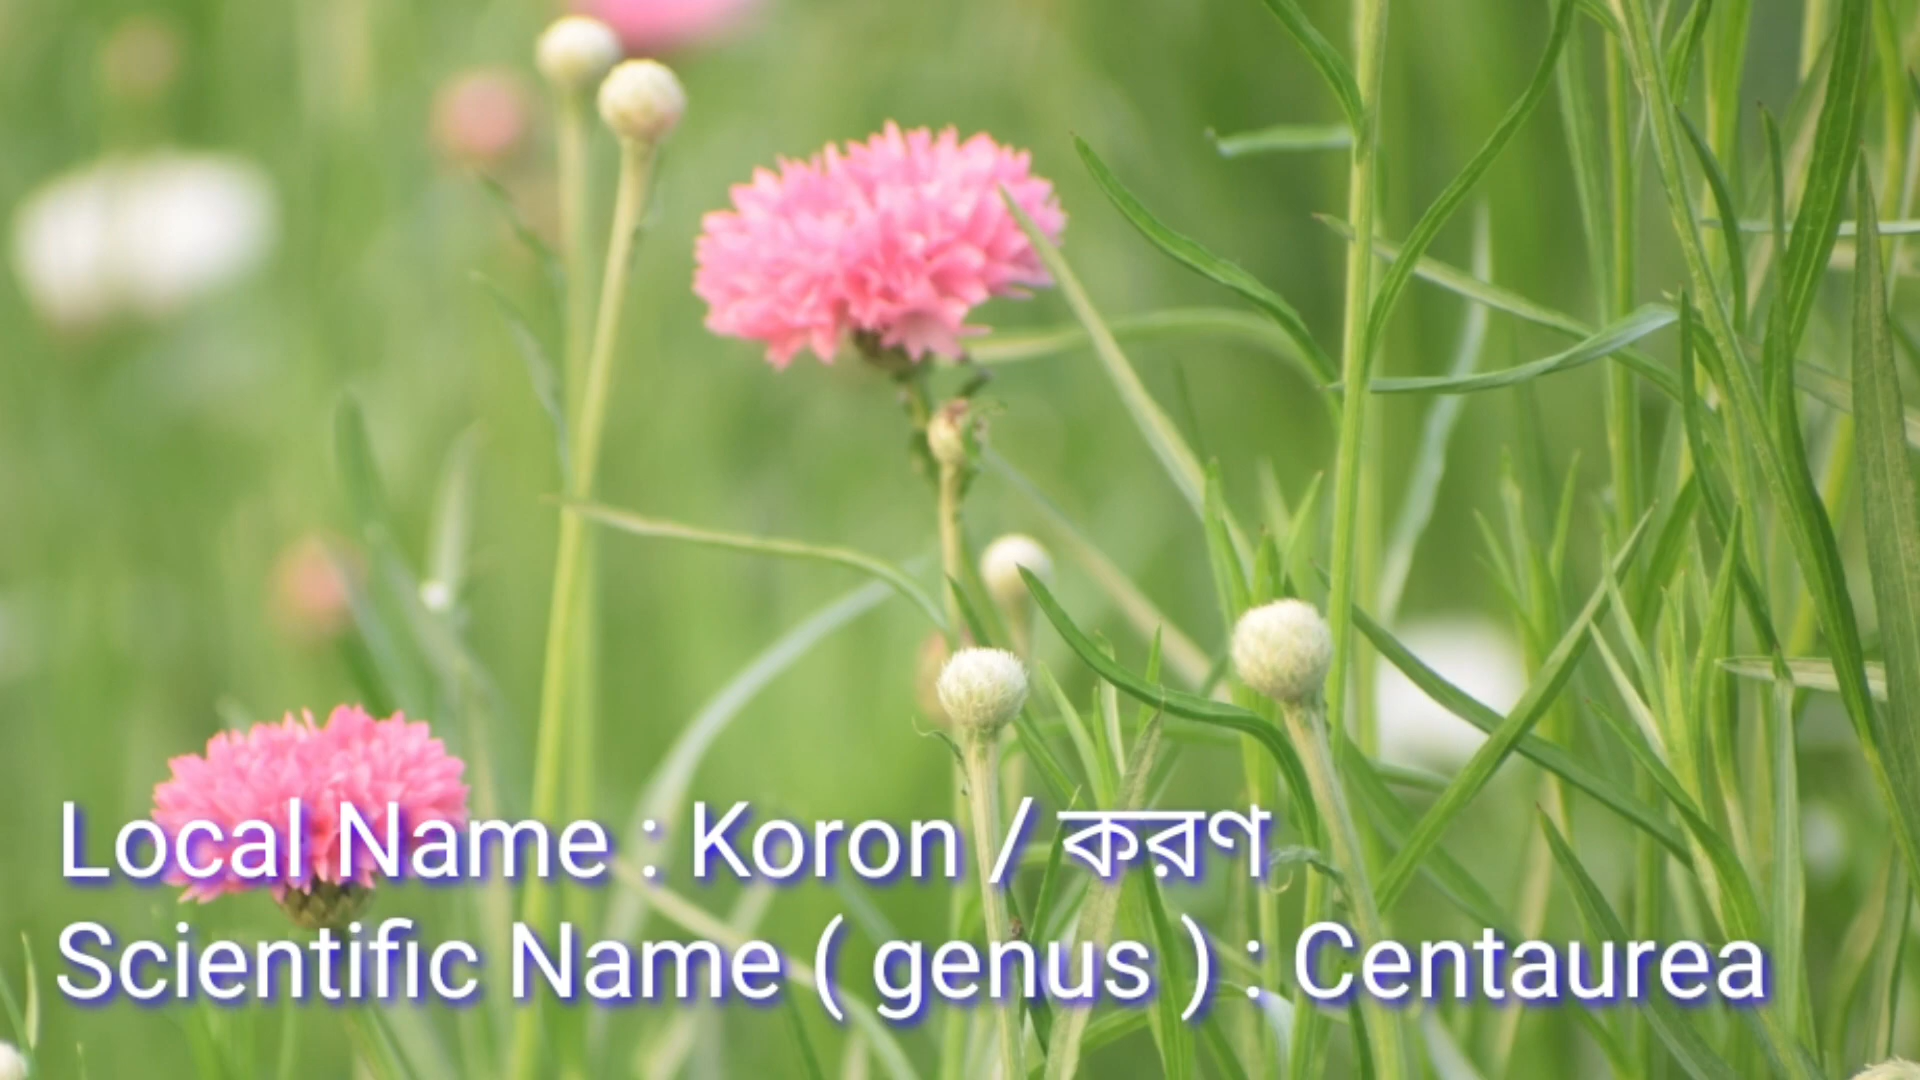 Local Name : Koron / করণ
Scientific Name ( genus ) : Centaurea